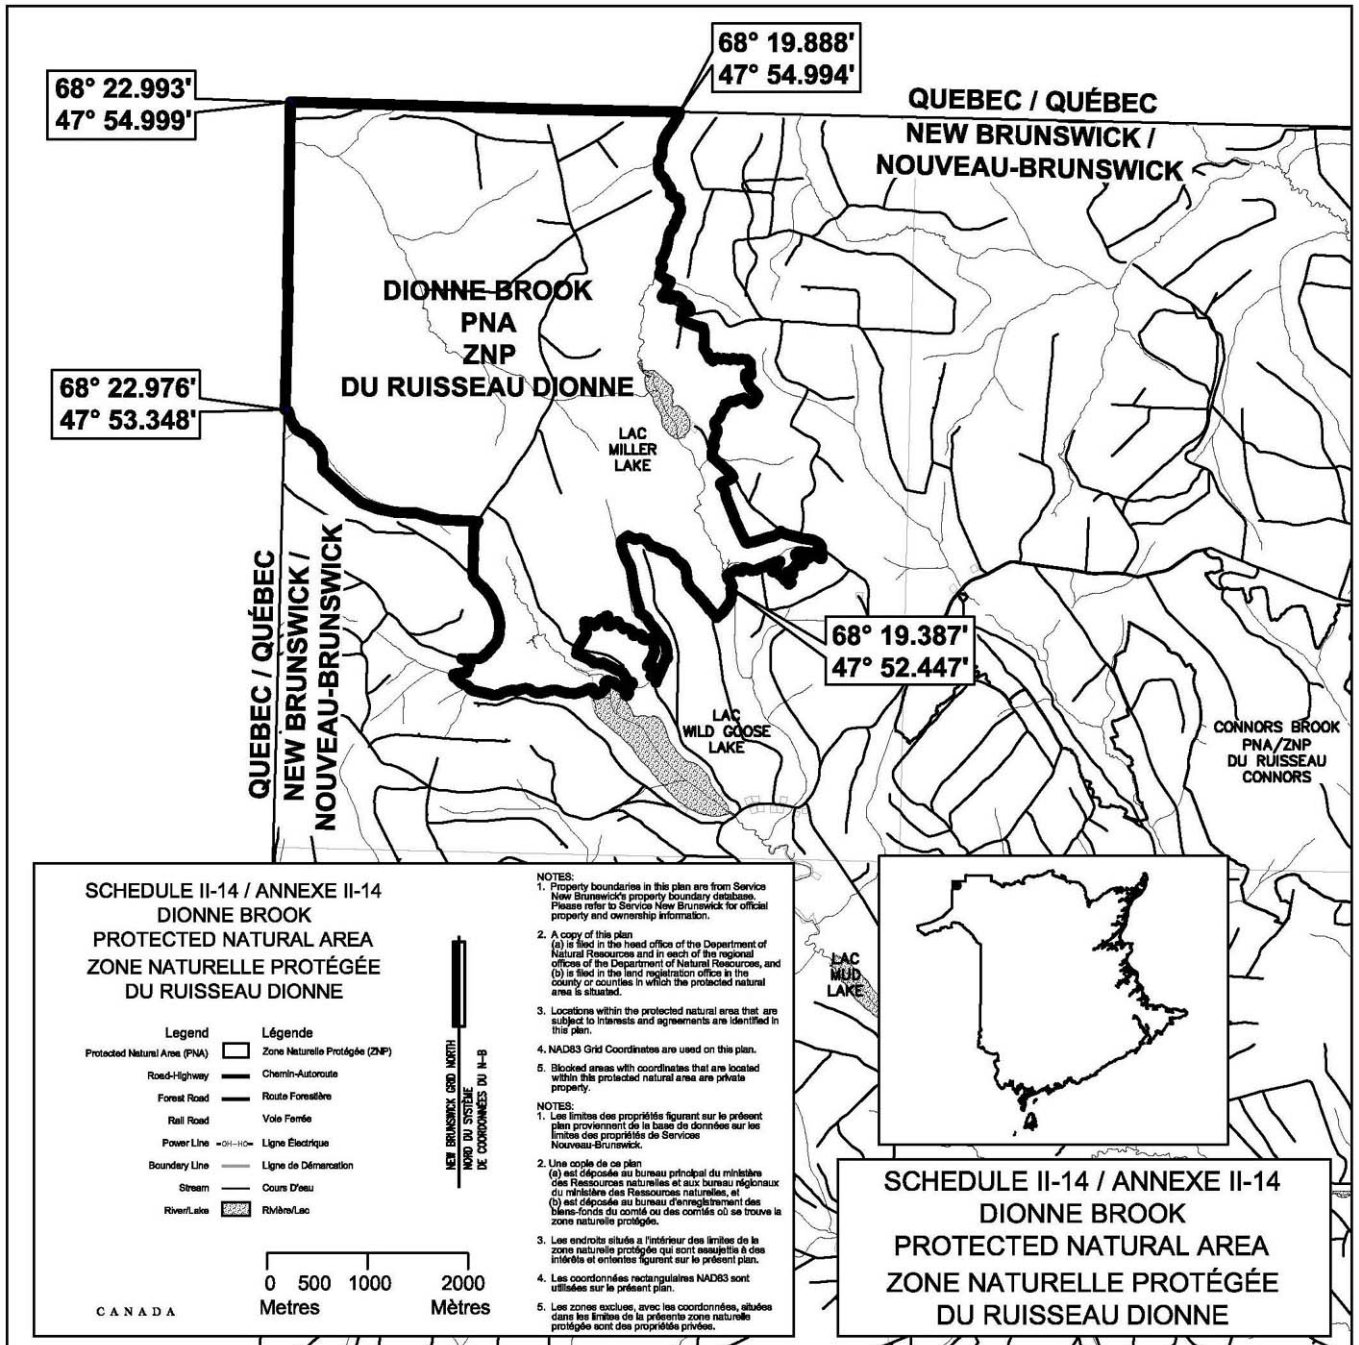 68° 19.888'
47° 54.994'
68° 22.993'
47° 54.999'
QUEBEC / QUÉBEC
NEW BRUNSWICK /
NOUVEAU-BRUNSWICK
DIONNE BROOK
PNA
ZNP
DU RUISSEAU DIONNE
68° 22.976'
47° 53.348'
LAC
MILLER
LAKE
QUEBEC / QUÉBEC
NEW BRUNSWICK /
NOUVEAU-BRUNSWICK
68° 19.387'
47° 52.447'
LAC
WILD GOOSE
LAKE
CONNORS BROOK
PNA/ZNP
DU RUISSEAU
CONNORS
LAC
MUD
LAKE
SCHEDULE II-14 / ANNEXE II-14
DIONNE BROOK
PROTECTED NATURAL AREA
ZONE NATURELLE PROTÉGÉE
DU RUISSEAU DIONNE
Legend Légende
Protected Natural Area (PNA) Zone Naturelle Protégée (ZNP)
Road-Highway Chemin-Autoroute
Forest Road Route Forestière
Rail Road Voie Ferrée
Power Line -OH-HO- Ligne Électrique
Boundary Line Ligne de Démarcation
Stream Cours D'eau
River/Lake Rivière/Lac
NEW BRUNSWICK GRID NORTH
NORD DU SYSTÈME
DE COORDONNÉES DU N-B
0 500 1000 2000
Metres Mètres
CANADA
NOTES:
1. Property boundaries in this plan are from Service
New Brunswick's property boundary database.
Please refer to Service New Brunswick for official
property and ownership information.
2. A copy of this plan
(a) is filed in the head office of the Department of
Natural Resources and in each of the regional
offices of the Department of Natural Resources, and
(b) is filed in the land registration office in the
county or counties in which the protected natural
area is situated.
3. Locations within the protected natural area that are
subject to interests and agreements are identified in
this plan.
4. NAD83 Grid Coordinates are used on this plan.
5. Blocked areas with coordinates that are located
within this protected natural area are private
property.
NOTES:
1. Les limites des propriétés figurant sur le présent
plan proviennent de la base de données sur les
limites des propriétés de Services
Nouveau-Brunswick.
2. Une copie de ce plan
(a) est déposée au bureau principal du ministère
des Ressources naturelles et aux bureau régionaux
du ministère des Ressources naturelles, et
(b) est déposée au bureau d'enregistrement des
biens-fonds du comté ou des comtés où se trouve la
zone naturelle protégée.
3. Les endroits situés a l'intérieur des limites de la
zone naturelle protégée qui sont assujettis à des
intérêts et ententes figurent sur le présent plan.
4. Les coordonnées rectangulaires NAD83 sont
utilisées sur le présent plan.
5. Les zones exclues, avec les coordonnées, situées
dans les limites de la présente zone naturelle
protégée sont des propriétés privées.
SCHEDULE II-14 / ANNEXE II-14
DIONNE BROOK
PROTECTED NATURAL AREA
ZONE NATURELLE PROTÉGÉE
DU RUISSEAU DIONNE